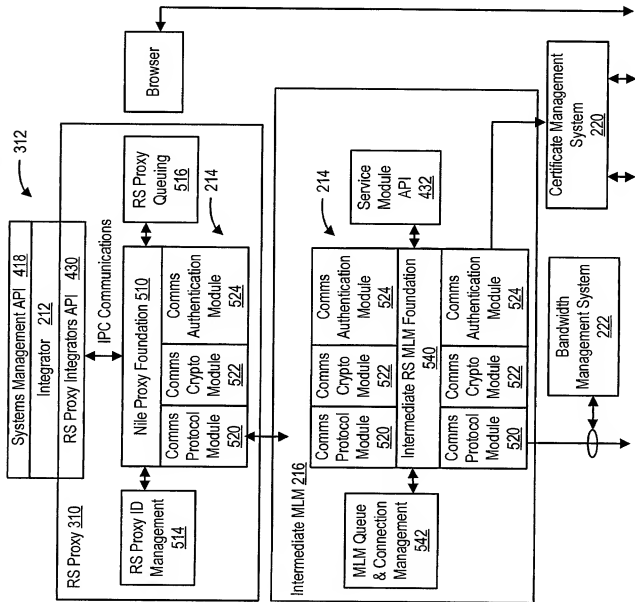 312
Systems Management API 418
Integrator 212
RS Proxy Integrators API 430
RS Proxy 310
IPC Communications
Browser
RS Proxy ID
Management
514
Nile Proxy Foundation 510
RS Proxy
Queuing
516
214
Comms
Protocol
Module
520
Comms
Crypto
Module
522
Comms
Authentication
Module
524
Intermediate MLM 216
214
Comms
Protocol
Module 520
Comms
Crypto
Module 522
Comms
Authentication
Module 524
MLM Queue
& Connection
Management
542
Intermediate RS MLM Foundation
540
Service
Module
API
432
Comms
Protocol
Module 520
Comms
Crypto
Module 522
Comms
Authentication
Module 524
Certificate Management
System
220
Bandwidth
Management System
222